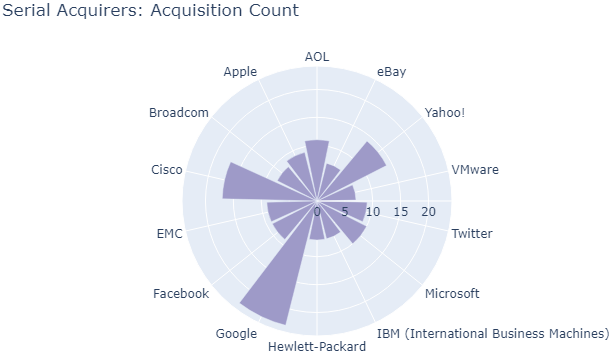 Serial Acquirers: Acquisition Count
AOL
Apple
eBay
Broadcom
Yahoo!
Cisco
VMware
0 5 10 15 20
EMC
Twitter
Facebook
Microsoft
Google
IBM (International Business Machines)
Hewlett-Packard